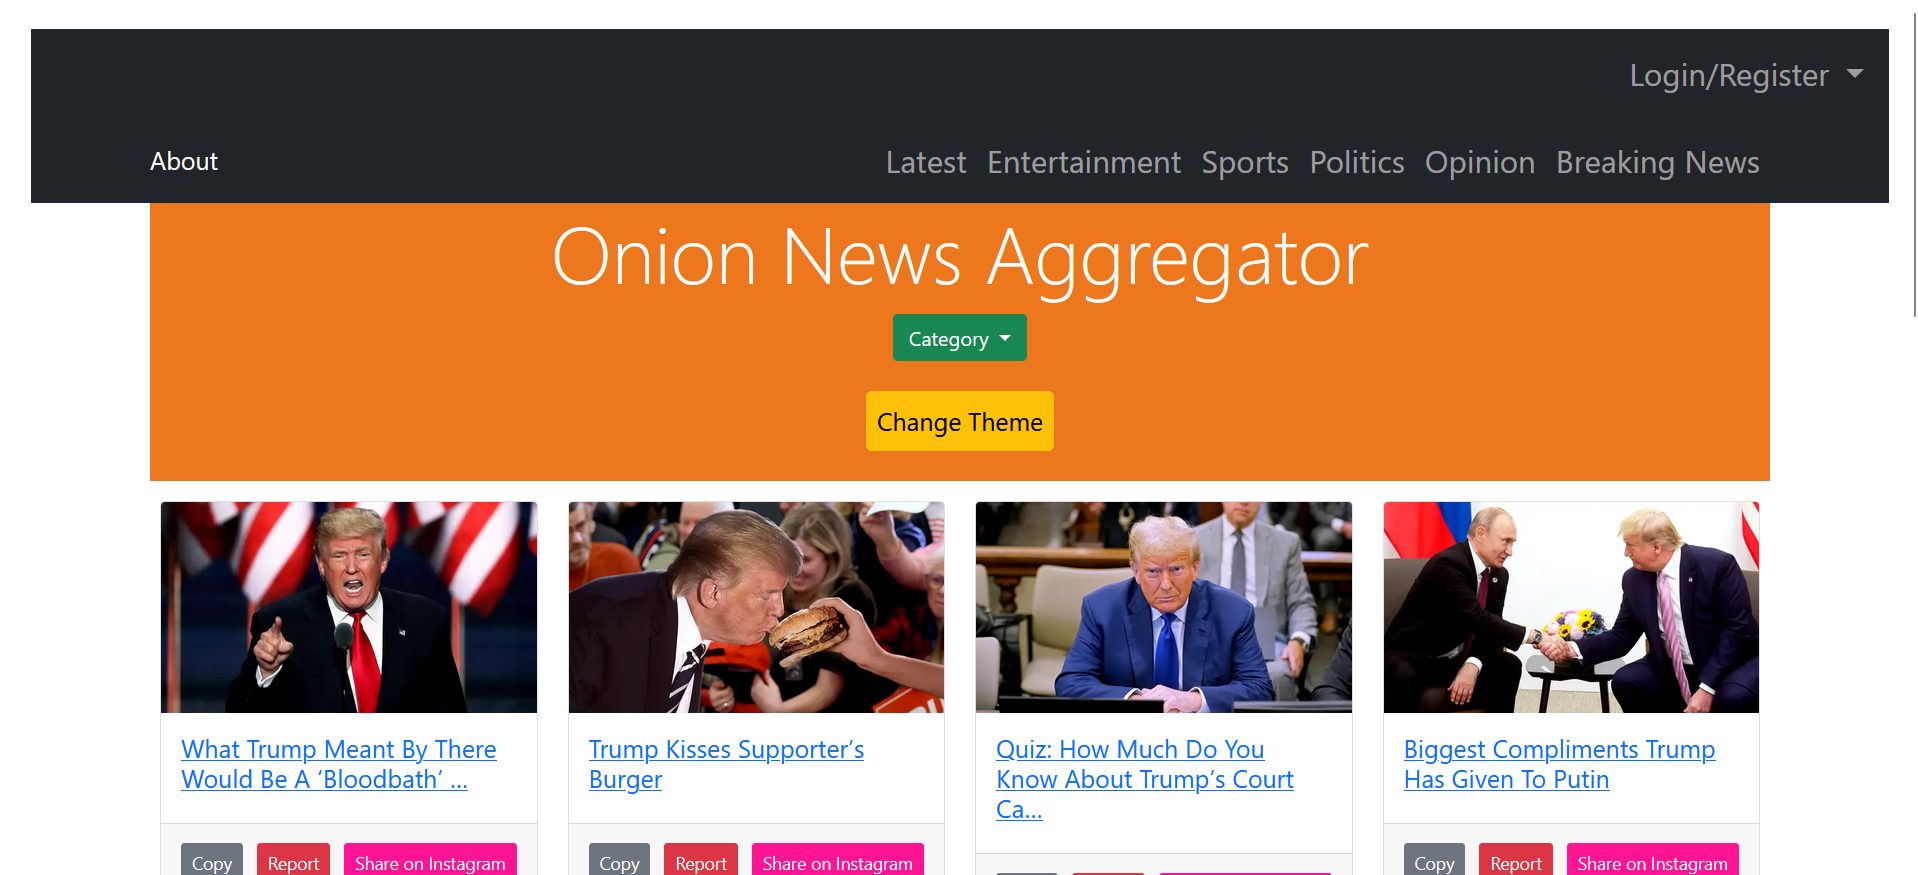 Login/Register
About
Latest Entertainment Sports Politics Opinion Breaking News
Onion News Aggregator
Category
Change Theme
What Trump Meant By There
Would Be A ‘Bloodbath’ ...
Trump Kisses Supporter’s
Burger
Quiz: How Much Do You
Know About Trump’s Court
Ca...
Biggest Compliments Trump
Has Given To Putin
Copy Report Share on Instagram
Copy Report Share on Instagram
Copy Report Share on Instagram